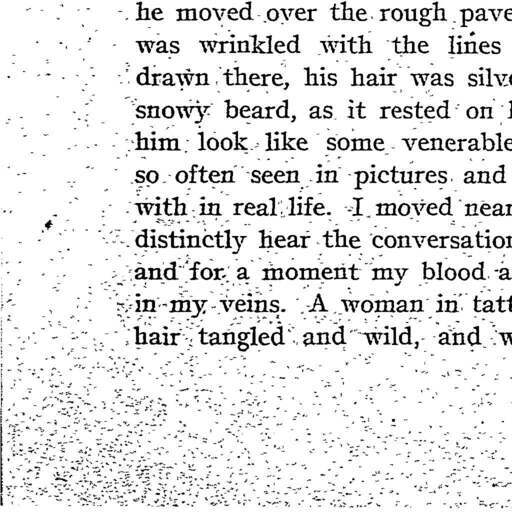 he moved over the rough pave
was wrinkled with the lines
drawn there, his hair was silve
snowy beard, as it rested on
him look like some venerable
so often seen in pictures and
with in real life. I moved near
distinctly hear the conversation
and for a moment my blood a
in my veins. A woman in tatt
hair tangled and wild, and w